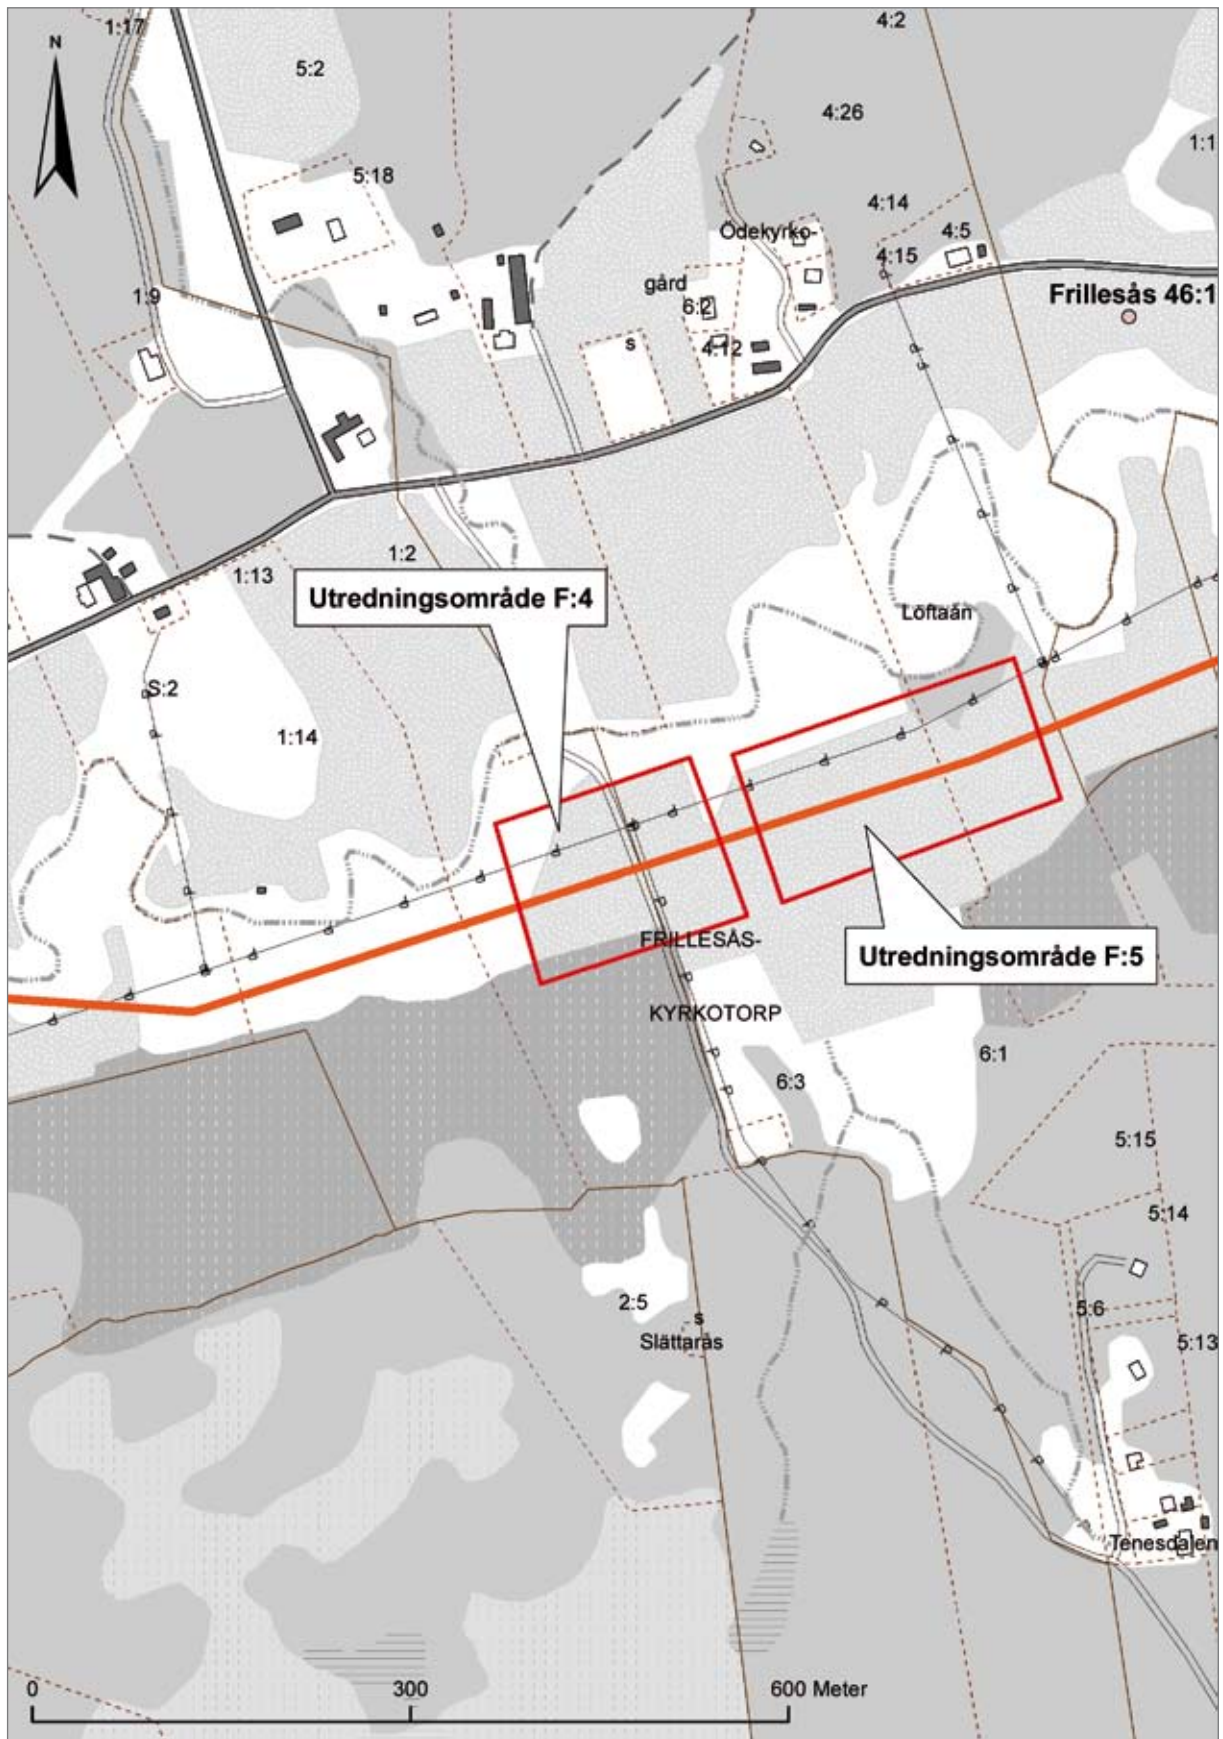 1:17
4:2
N
5:2
4:26
1:1
5:18
4:14
Ödekyrko-
4:5
4:15
gård
1:9
Frillesås 46:1
6:2
s
4:12
1:2
1:13
Utredningsområde F:4
Löftaån
S:2
1:14
FRILLESÅS-
Utredningsområde F:5
KYRKOTORP
6:1
6:3
5:15
5:14
2:5
5:6
s
Slättarås
5:13
Tenesdalen
0 300 600 Meter